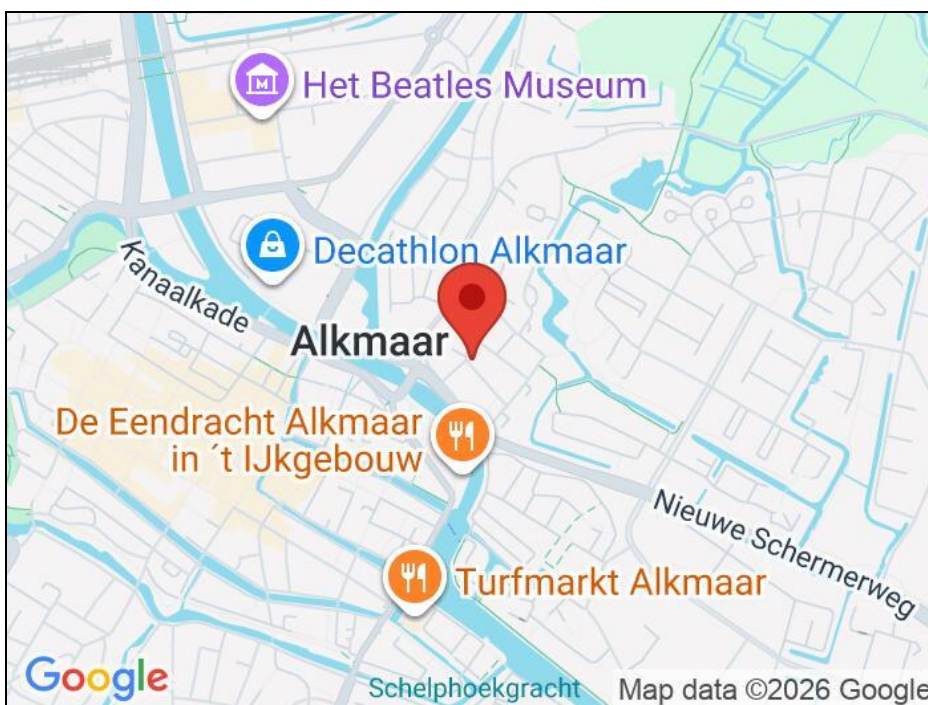 Het Beatles Museum
Decathlon Alkmaar
Kanaalkade
Alkmaar
De Eendracht Alkmaar
in ´t IJkgebouw
Nieuwe Schermerweg
Turfmarkt Alkmaar
Google
Schelphoekgracht
Map data ©2026 Google